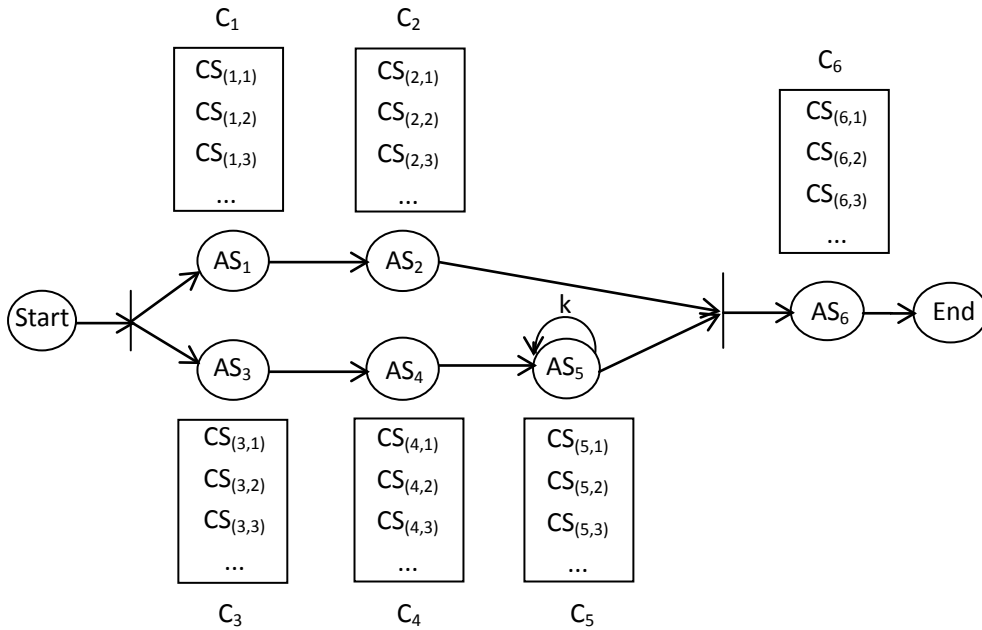 C₁
C₂
C₆
CS₍₁,₁₎
CS₍₁,₂₎
CS₍₁,₃₎
...
CS₍₂,₁₎
CS₍₂,₂₎
CS₍₂,₃₎
...
CS₍₆,₁₎
CS₍₆,₂₎
CS₍₆,₃₎
...
Start
AS₁
AS₂
k
AS₆
End
AS₃
AS₄
AS₅
CS₍₃,₁₎
CS₍₃,₂₎
CS₍₃,₃₎
...
CS₍₄,₁₎
CS₍₄,₂₎
CS₍₄,₃₎
...
CS₍₅,₁₎
CS₍₅,₂₎
CS₍₅,₃₎
...
C₃
C₄
C₅